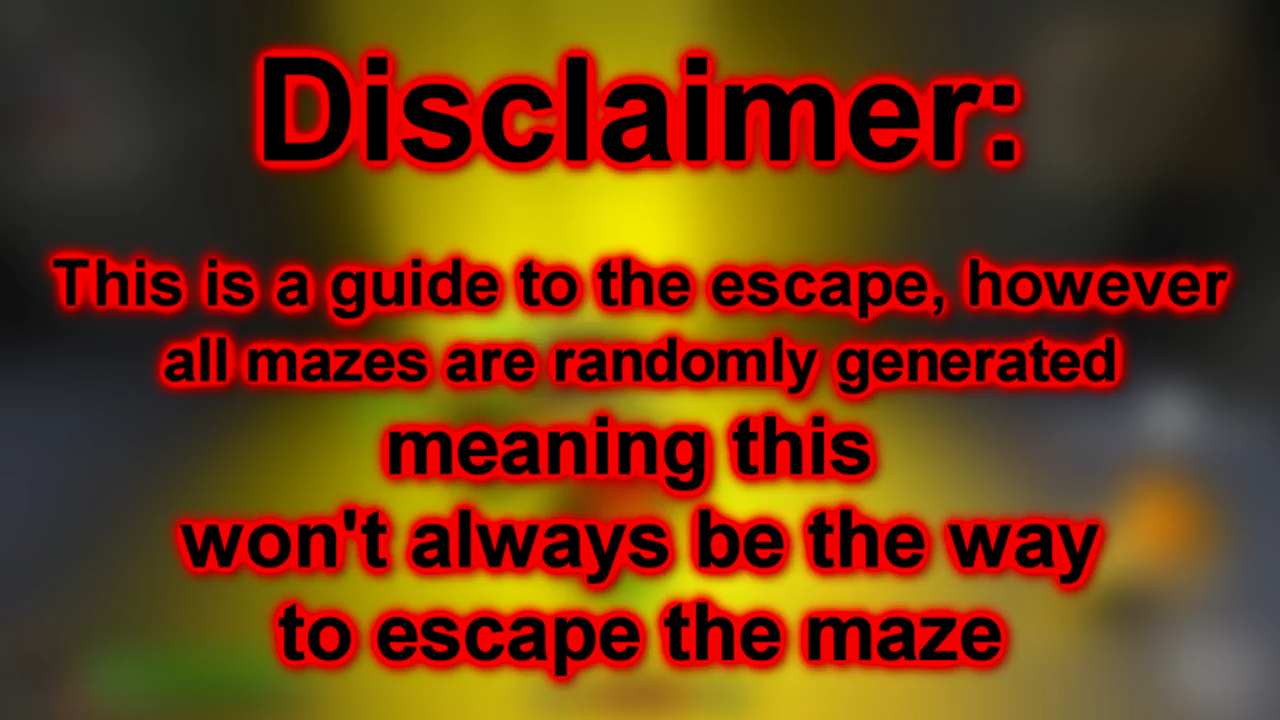 Disclaimer:
This is a guide to the escape, however
all mazes are randomly generated
meaning this
won't always be the way
to escape the maze